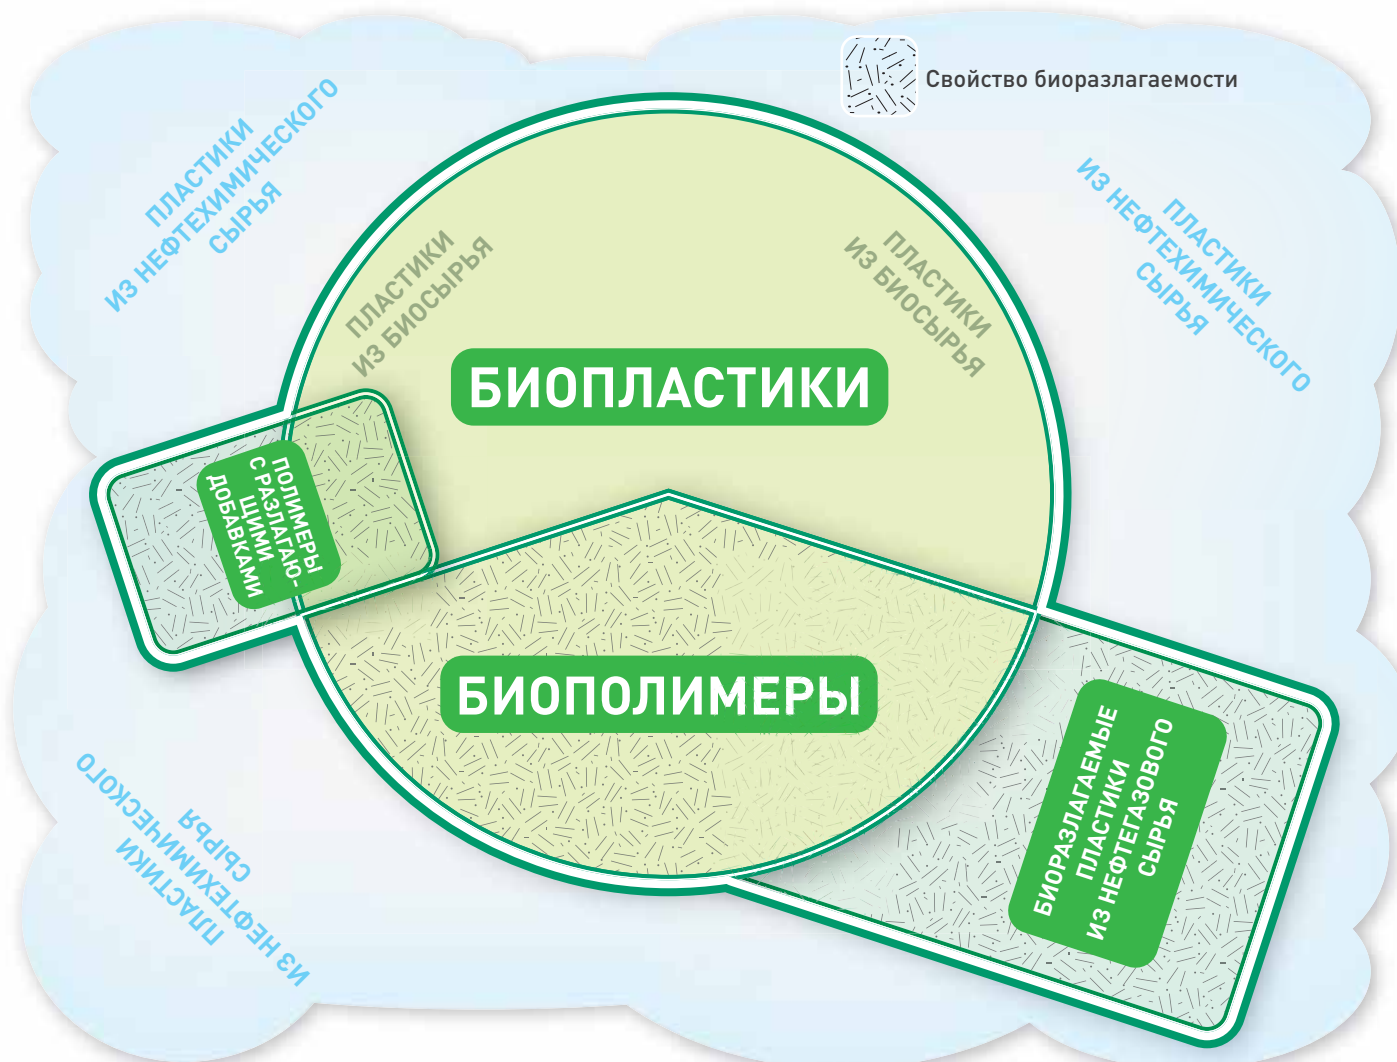 Свойство биоразлагаемости
ПЛАСТИКИ
ИЗ НЕФТЕХИМИЧЕСКОГО
СЫРЬЯ
ПЛАСТИКИ
ИЗ НЕФТЕХИМИЧЕСКОГО
СЫРЬЯ
ПЛАСТИКИ
ИЗ БИОСЫРЬЯ
ПЛАСТИКИ
ИЗ БИОСЫРЬЯ
БИОПЛАСТИКИ
ПОЛИМЕРЫ
С РАЗЛАГАЮ-
ЩИМИ
ДОБАВКАМИ
БИОПОЛИМЕРЫ
БИОРАЗЛАГАЕМЫЕ
ПЛАСТИКИ
ИЗ НЕФТЕГАЗОВОГО
СЫРЬЯ
ПЛАСТИКИ
ИЗ НЕФТЕХИМИЧЕСКОГО
СЫРЬЯ